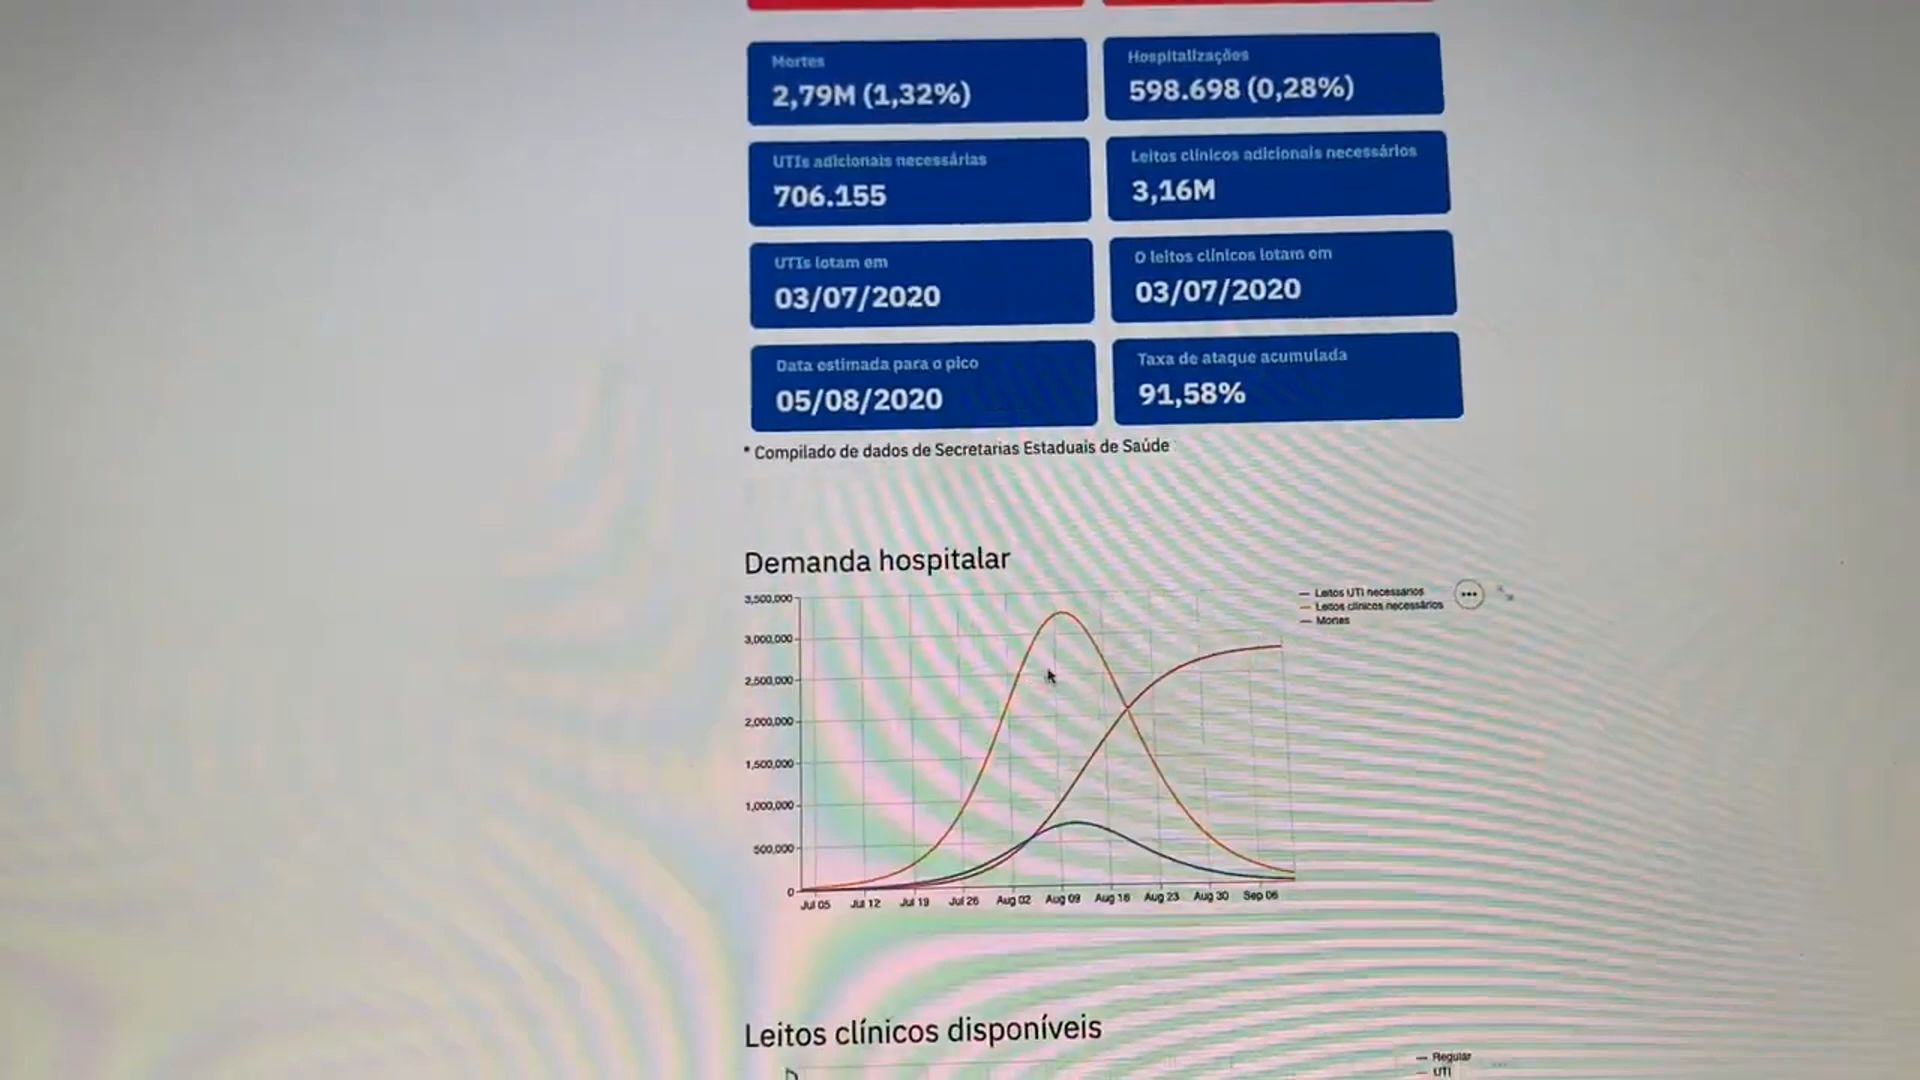 Mortes
2,79M (1,32%)
Hospitalizações
598.698 (0,28%)
UTIs adicionais necessárias
706.155
Leitos clínicos adicionais necessários
3,16M
UTIs lotam em
03/07/2020
O leitos clínicos lotam em
03/07/2020
Data estimada para o pico
05/08/2020
Taxa de ataque acumulada
91,58%
* Compilado de dados de Secretarias Estaduais de Saúde
Demanda hospitalar
Leitos UTI necessários
Leitos clínicos necessários
Mortes
3,500,000
3,000,000
2,500,000
2,000,000
1,500,000
1,000,000
500,000
0
Jul 05 Jul 12 Jul 19 Jul 26 Aug 02 Aug 09 Aug 16 Aug 23 Aug 30 Sep 06
Leitos clínicos disponíveis
Regular
UTI